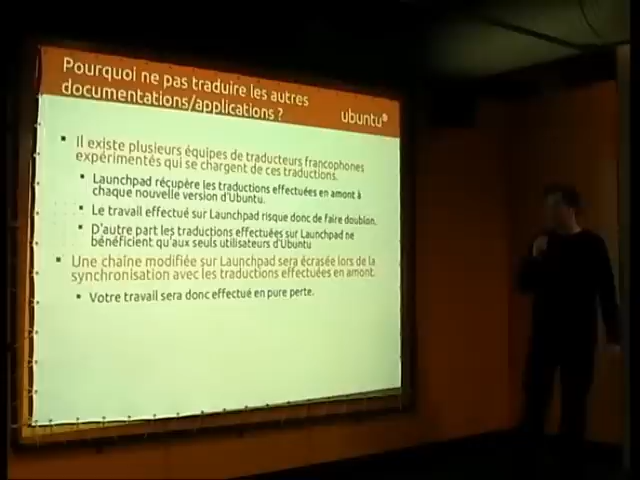 Pourquoi ne pas traduire les autres
documentations/applications ?
ubuntu®
Il existe plusieurs équipes de traducteurs francophones
expérimentés qui se chargent de ces traductions.
Launchpad récupère les traductions effectuées en amont à
chaque nouvelle version d'Ubuntu.
Le travail effectué sur Launchpad risque donc de faire doublon.
D'autre part les traductions effectuées sur Launchpad ne
bénéficient qu'aux seuls utilisateurs d'Ubuntu
Une chaîne modifiée sur Launchpad sera écrasée lors de la
synchronisation avec les traductions effectuées en amont.
Votre travail sera donc effectué en pure perte.